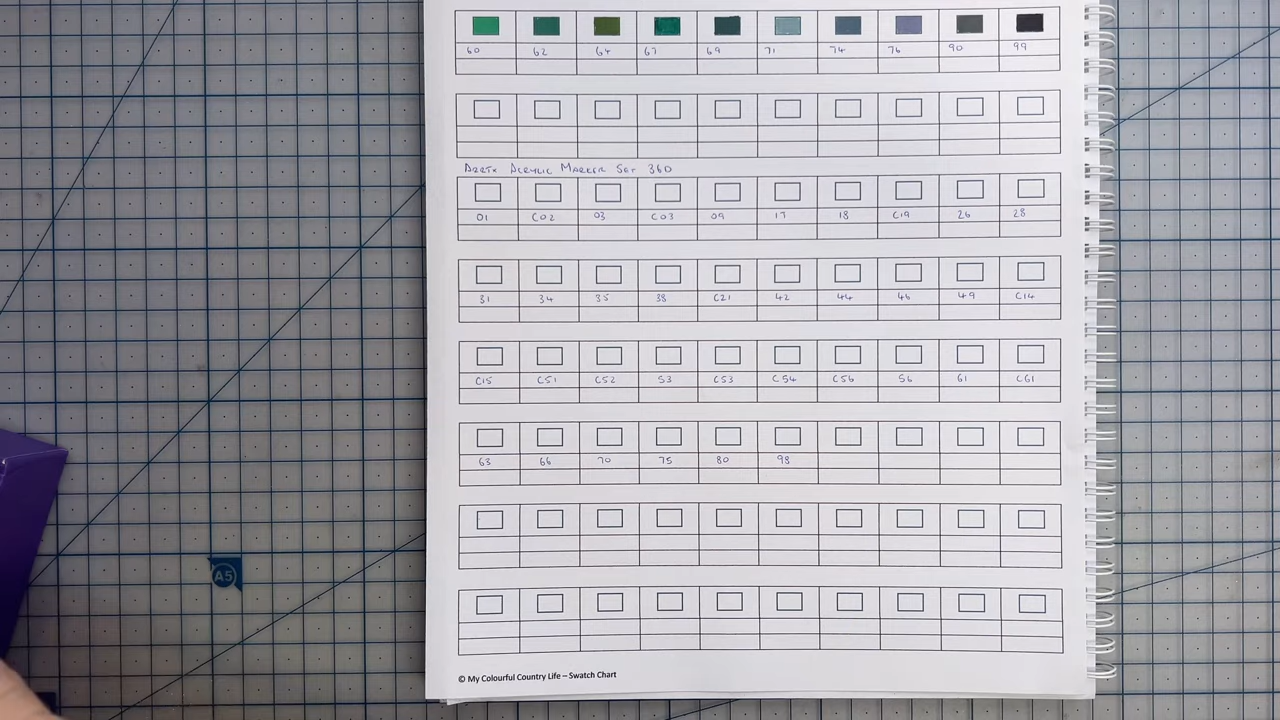 60 62 64 67 69 71 74 76 90 99
Arrtx Acrylic Marker Set 360
01 C02 03 C03 09 17 18 C19 26 28
31 34 35 38 C21 42 44 46 49 C14
C15 C51 C52 53 C53 C54 C56 56 61 C61
63 66 70 75 80 98
A5
© My Colourful Country Life – Swatch Chart